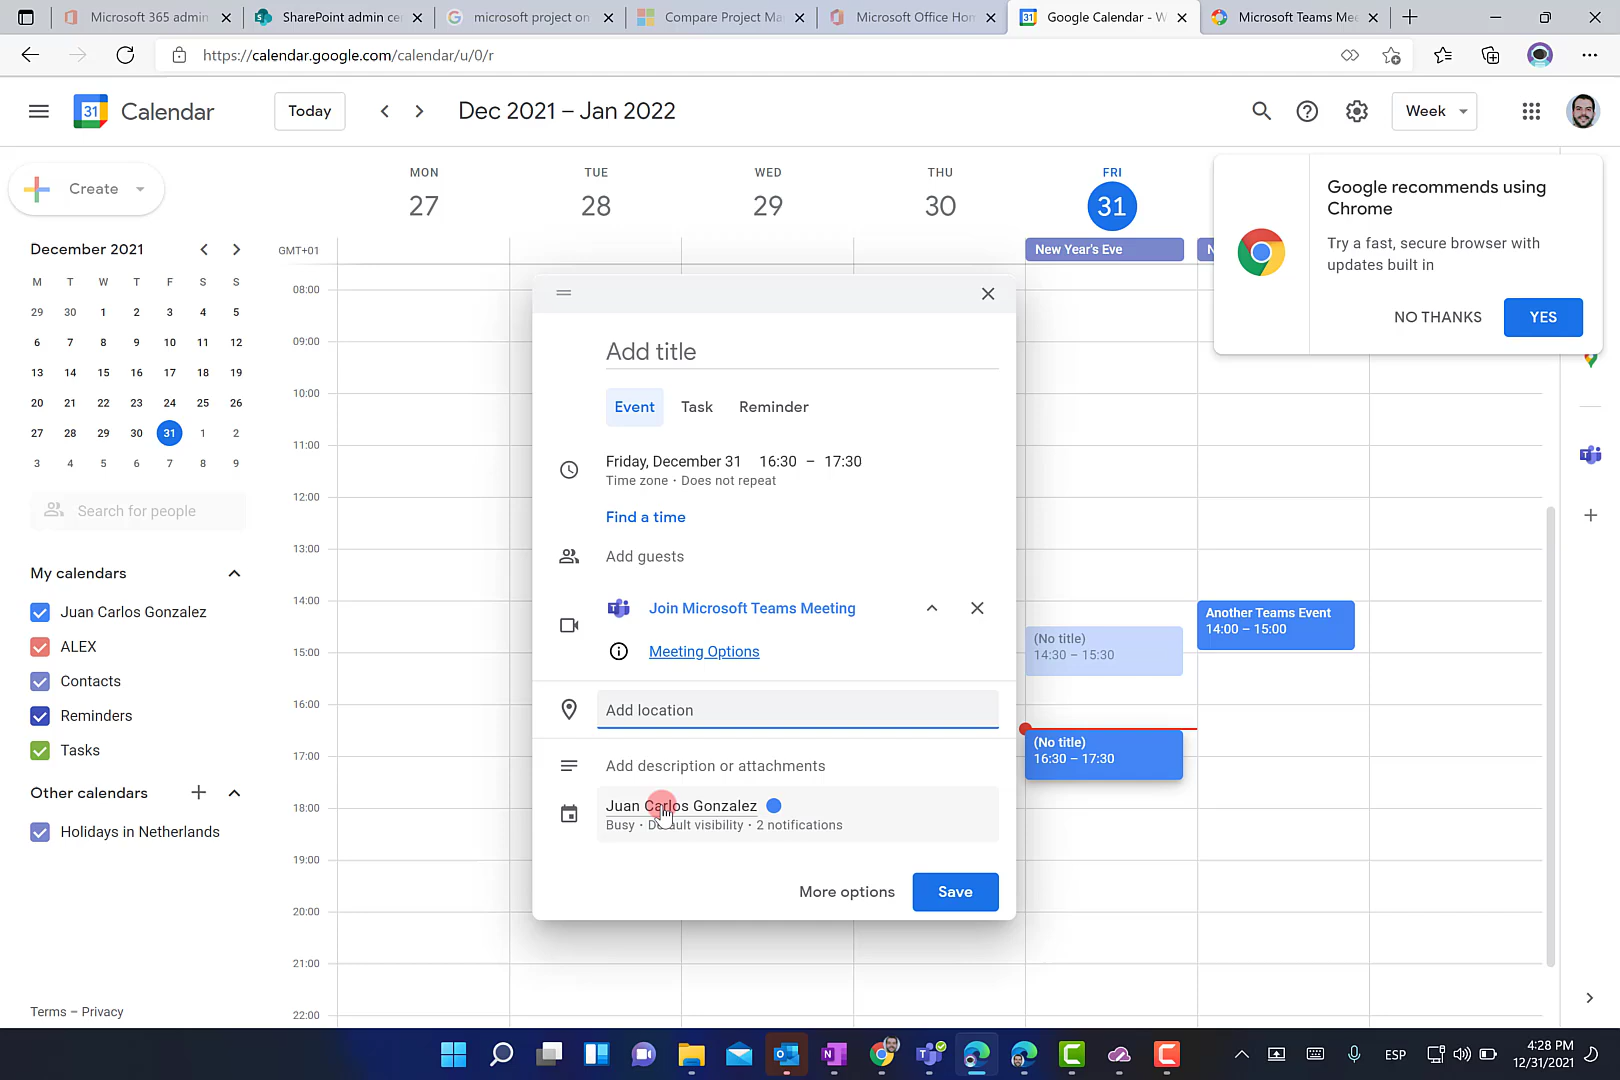 Microsoft 365 admin
SharePoint admin ce
microsoft project on
Compare Project Ma
Microsoft Office Hom
Google Calendar - W
Microsoft Teams Mee
https://calendar.google.com/calendar/u/0/r
31
Calendar
Today
Dec 2021 – Jan 2022
Week
Create
MON
27
TUE
28
WED
29
THU
30
FRI
31
GMT+01
New Year's Eve
N
Google recommends using
Chrome
Try a fast, secure browser with
updates built in
NO THANKS
YES
December 2021
M T W T F S S
29 30 1 2 3 4 5
6 7 8 9 10 11 12
13 14 15 16 17 18 19
20 21 22 23 24 25 26
27 28 29 30 31 1 2
3 4 5 6 7 8 9
Search for people
My calendars
Juan Carlos Gonzalez
ALEX
Contacts
Reminders
Tasks
Other calendars
Holidays in Netherlands
Terms – Privacy
08:00
09:00
10:00
11:00
12:00
13:00
14:00
15:00
16:00
17:00
18:00
19:00
20:00
21:00
22:00
Add title
Event
Task
Reminder
Friday, December 31 16:30 – 17:30
Time zone · Does not repeat
Find a time
Add guests
Join Microsoft Teams Meeting
Meeting Options
Add location
Add description or attachments
Juan Carlos Gonzalez
Busy · Default visibility · 2 notifications
More options
Save
(No title)
14:30 – 15:30
(No title)
16:30 – 17:30
Another Teams Event
14:00 – 15:00
ESP
4:28 PM
12/31/2021